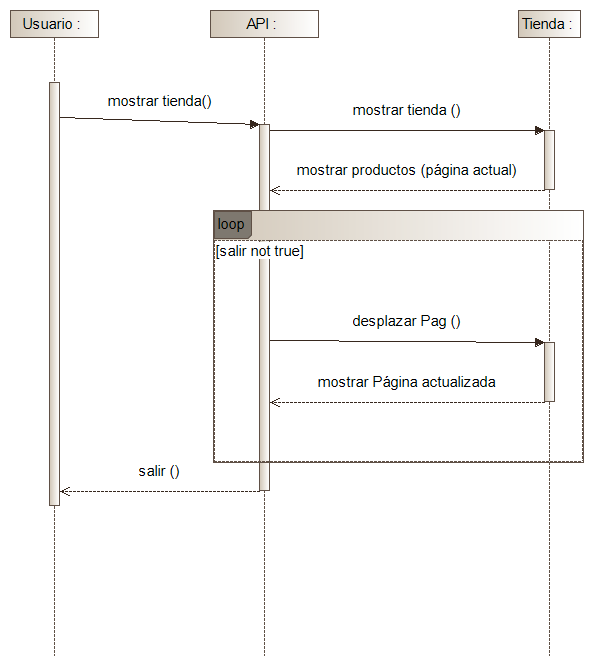 Usuario :
API :
Tienda :
mostrar tienda()
mostrar tienda ()
mostrar productos (página actual)
loop
[salir not true]
desplazar Pag ()
mostrar Página actualizada
salir ()